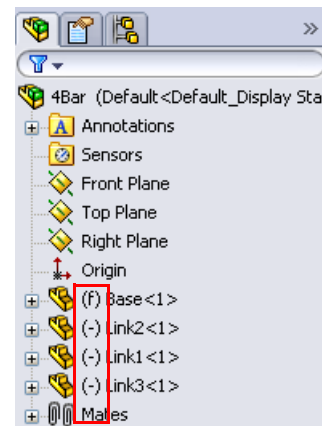 »
4Bar (Default<Default_Display Sta
A Annotations
Sensors
Front Plane
Top Plane
Right Plane
Origin
(f) Base<1>
(-) Link2<1>
(-) Link1<1>
(-) Link3<1>
Mates